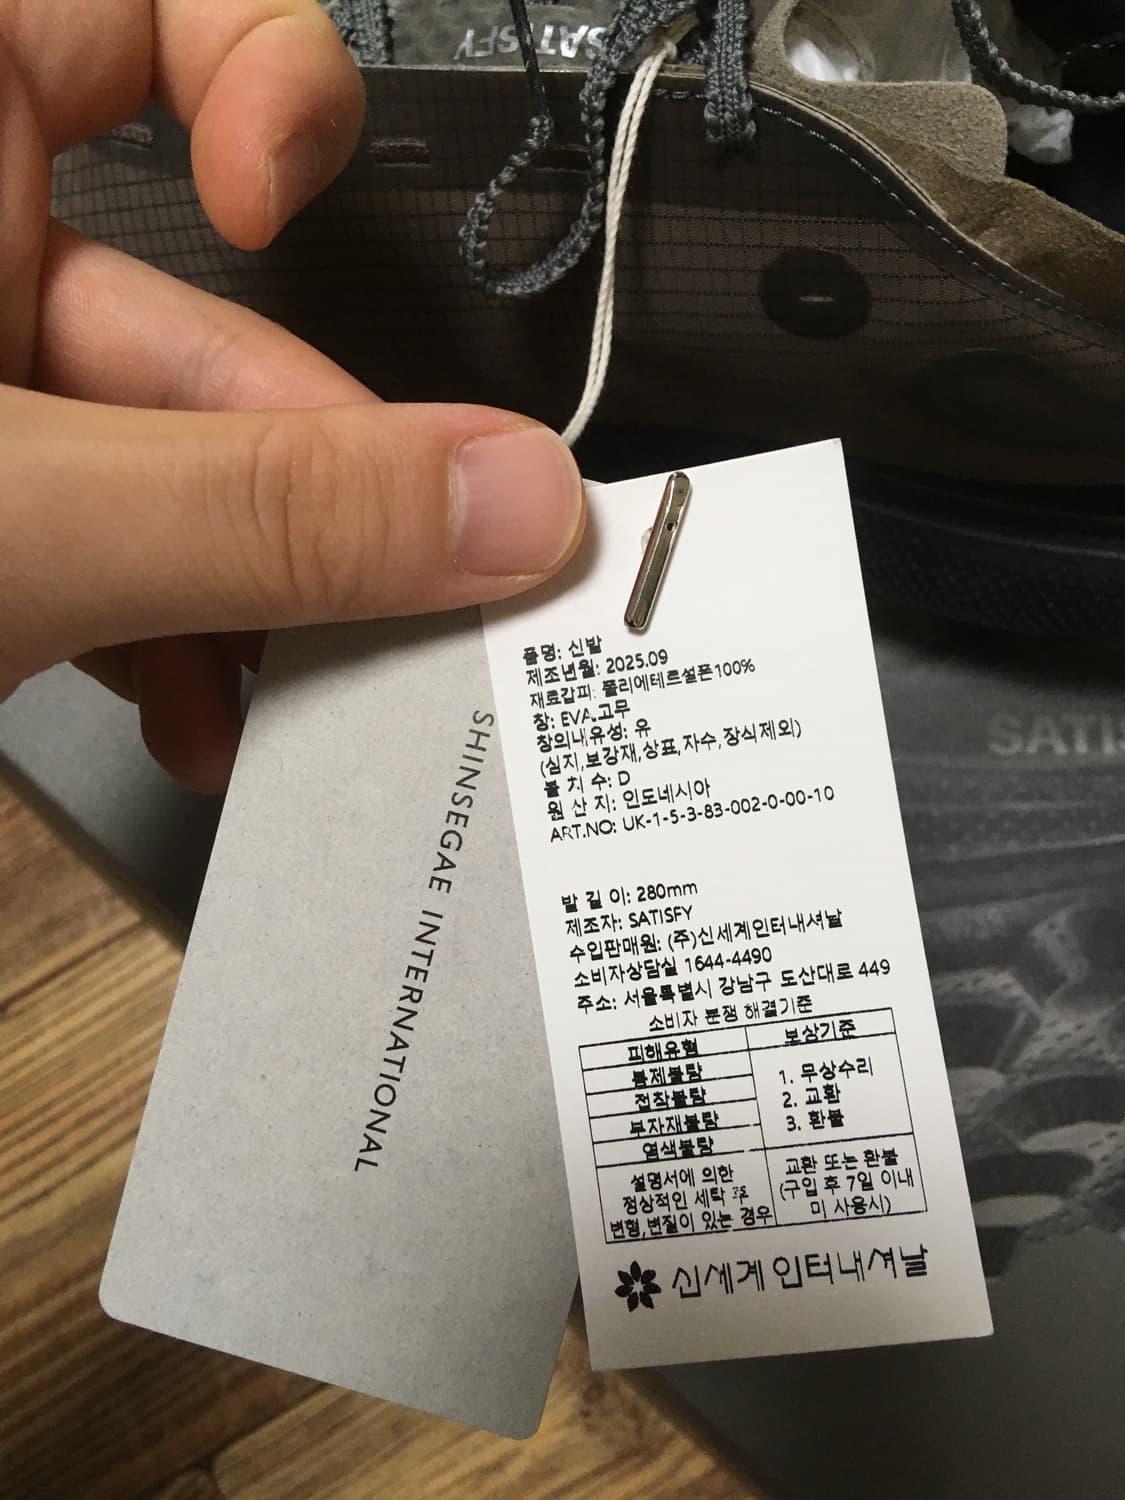 SATISFY
SATIS
SHINSEGAE INTERNATIONAL
품명: 신발
제조년월: 2025.09
재료갑피: 폴리에테르설폰100%
창: EVA,고무
창의내유성: 유
(심지,보강재,상표,자수,장식제외)
볼 치 수: D
원 산 지: 인도네시아
ART.NO: UK-1-5-3-83-002-0-00-10
발 길 이: 280mm
제조자: SATISFY
수입판매원: (주)신세계인터내셔날
소비자상담실 1644-4490
주소: 서울특별시 강남구 도산대로 449
소비자 분쟁 해결기준
피해유형
보상기준
봉제불량
접착불량
부자재불량
염색불량
1. 무상수리
2. 교환
3. 환불
설명서에 의한
정상적인 세탁 후
변형,변질이 있는 경우
교환 또는 환불
(구입 후 7일 이내
미 사용시)
신세계인터내셔날